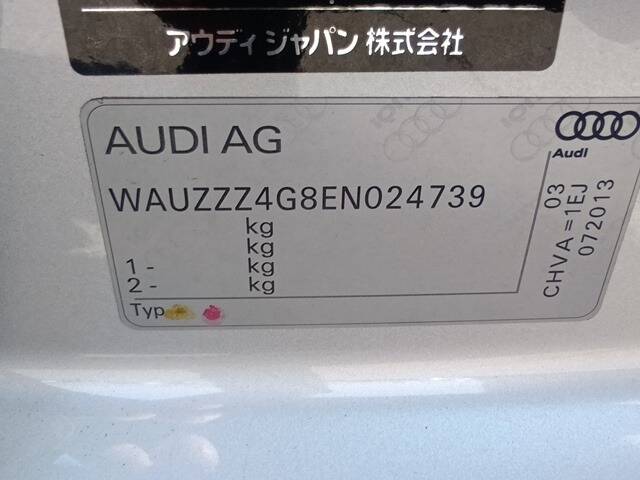 アウディ ジャパン 株式会社
AUDI AG
Audi
WAUZZZ4G8EN024739
kg
kg
1 - kg
2 - kg
Typ
03
CHVA =1EJ
072013